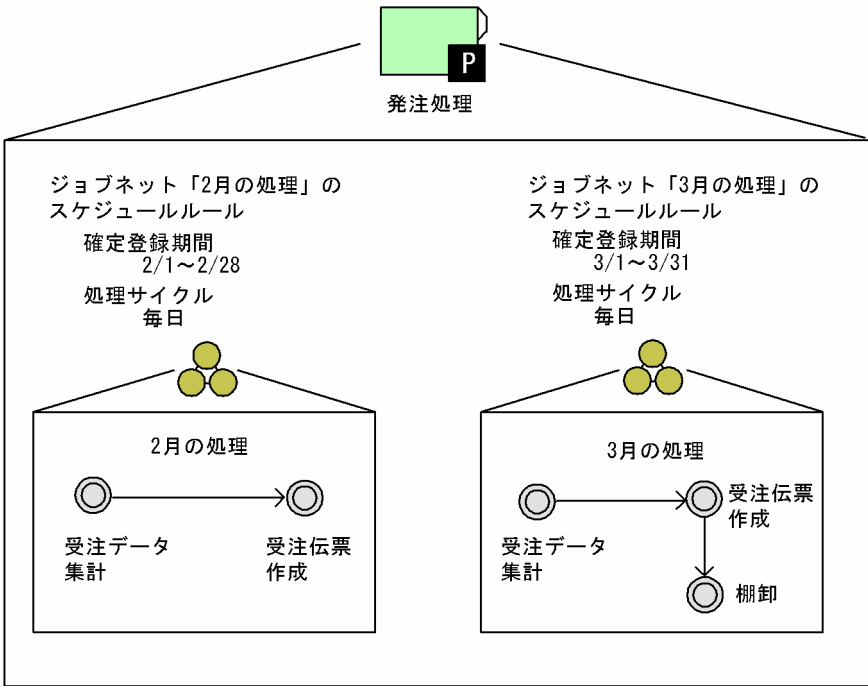 P
発注処理
ジョブネット「2月の処理」の
スケジュールルール
確定登録期間
2/1～2/28
処理サイクル
毎日
2月の処理
受注データ
集計
受注伝票
作成
ジョブネット「3月の処理」の
スケジュールルール
確定登録期間
3/1～3/31
処理サイクル
毎日
3月の処理
受注データ
集計
受注伝票
作成
棚卸